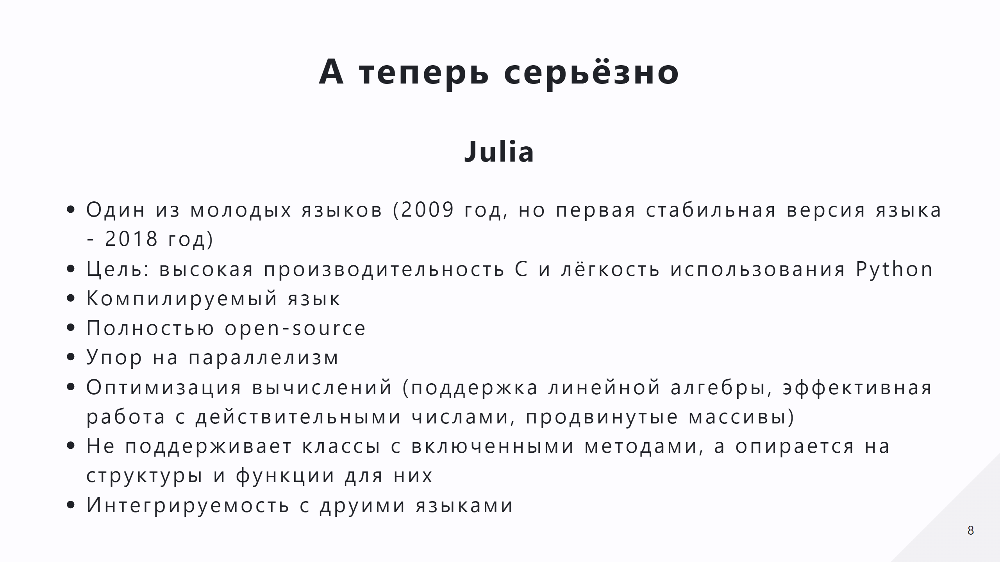 А теперь серьёзно
Julia
• Один из молодых языков (2009 год, но первая стабильная версия языка
- 2018 год)
• Цель: высокая производительность C и лёгкость использования Python
• Компилируемый язык
• Полностью open-source
• Упор на параллелизм
• Оптимизация вычислений (поддержка линейной алгебры, эффективная
работа с действительными числами, продвинутые массивы)
• Не поддерживает классы с включенными методами, а опирается на
структуры и функции для них
• Интегрируемость с друими языками
8